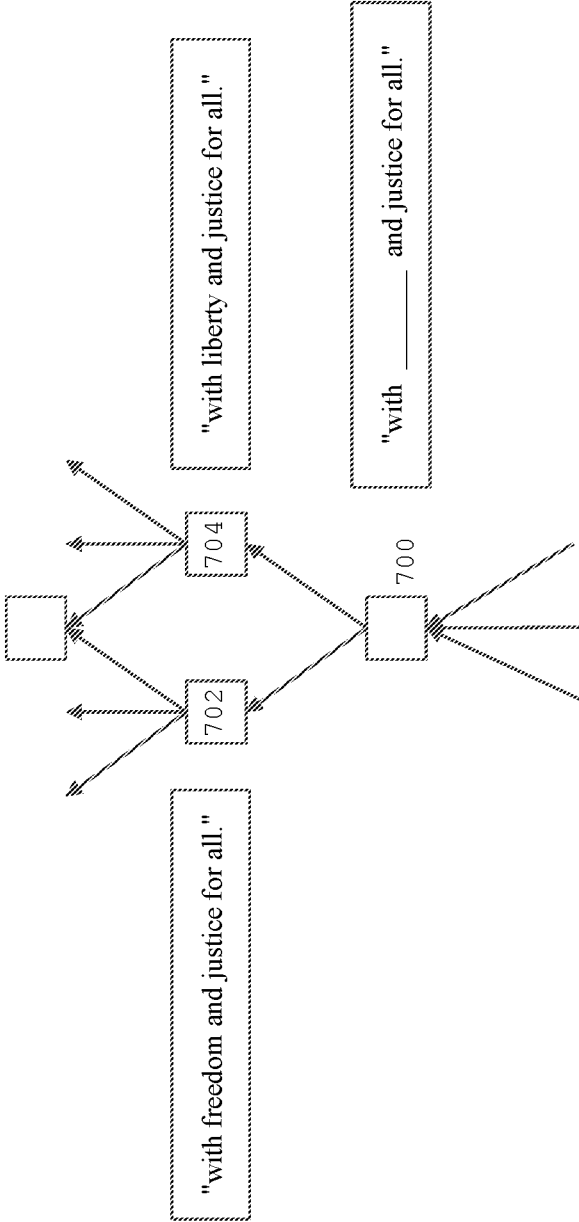 "with freedom and justice for all."
702
704
"with liberty and justice for all."
700
"with ______ and justice for all."